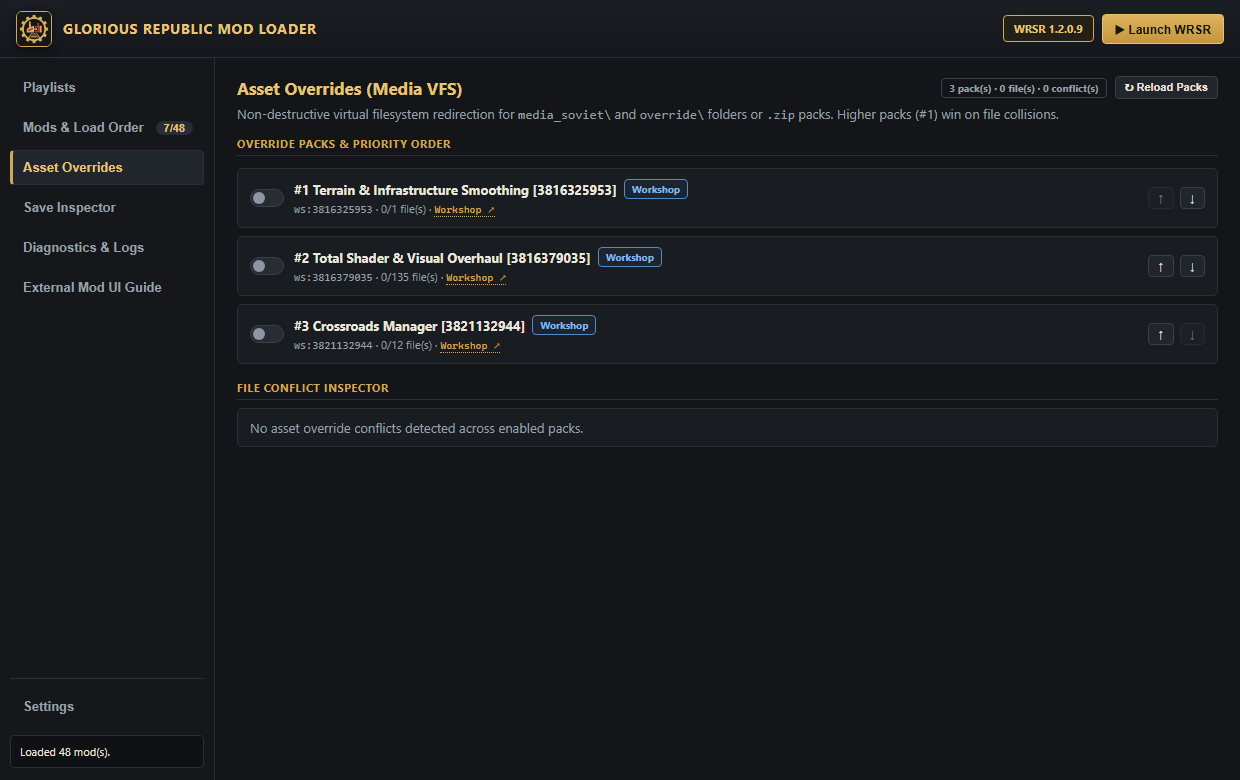 GLORIOUS REPUBLIC MOD LOADER
WRSR 1.2.0.9
▶ Launch WRSR
Playlists
Mods & Load Order 7/48
Asset Overrides
Save Inspector
Diagnostics & Logs
External Mod UI Guide
Settings
Loaded 48 mod(s).
Asset Overrides (Media VFS)
3 pack(s) · 0 file(s) · 0 conflict(s)
↻ Reload Packs
Non-destructive virtual filesystem redirection for media_soviet\ and override\ folders or .zip packs. Higher packs (#1) win on file collisions.
OVERRIDE PACKS & PRIORITY ORDER
#1 Terrain & Infrastructure Smoothing [3816325953] Workshop
ws:3816325953 · 0/1 file(s) · Workshop ↗
↑ ↓
#2 Total Shader & Visual Overhaul [3816379035] Workshop
ws:3816379035 · 0/135 file(s) · Workshop ↗
↑ ↓
#3 Crossroads Manager [3821132944] Workshop
ws:3821132944 · 0/12 file(s) · Workshop ↗
↑ ↓
FILE CONFLICT INSPECTOR
No asset override conflicts detected across enabled packs.